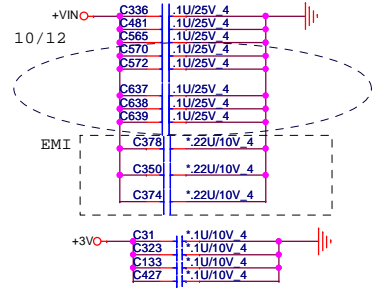 +VIN C336 .1U/25V_4
C481 .1U/25V_4
10/12 C565 .1U/25V_4
C570 .1U/25V_4
C572 .1U/25V_4
C637 .1U/25V_4
C638 .1U/25V_4
C639 .1U/25V_4
EMI C378 *.22U/10V_4
C350 *.22U/10V_4
C374 *.22U/10V_4
+3V C31 *.1U/10V_4
C323 *.1U/10V_4
C133 *.1U/10V_4
C427 *.1U/10V_4